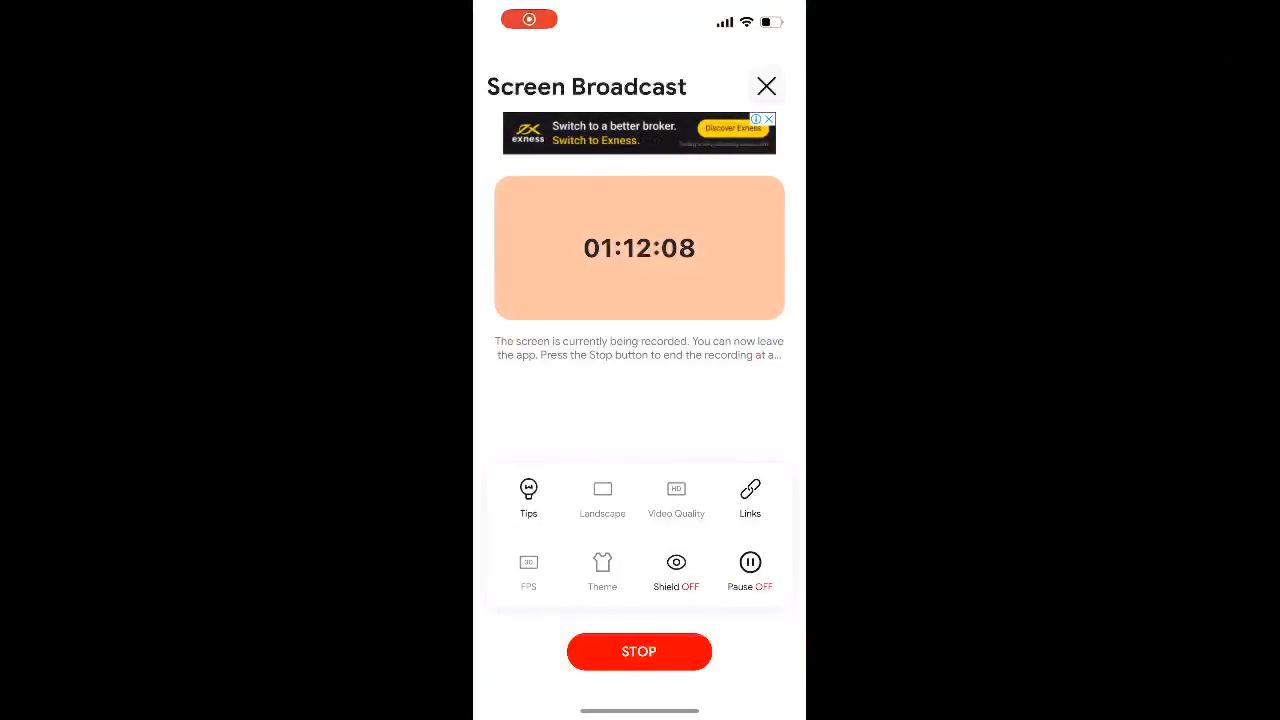 Screen Broadcast
exness
Switch to a better broker.
Switch to Exness.
Discover Exness
01:12:08
The screen is currently being recorded. You can now leave
the app. Press the Stop button to end the recording at a...
Tips
Landscape
HD
Video Quality
Links
30
FPS
Theme
Shield OFF
Pause OFF
STOP